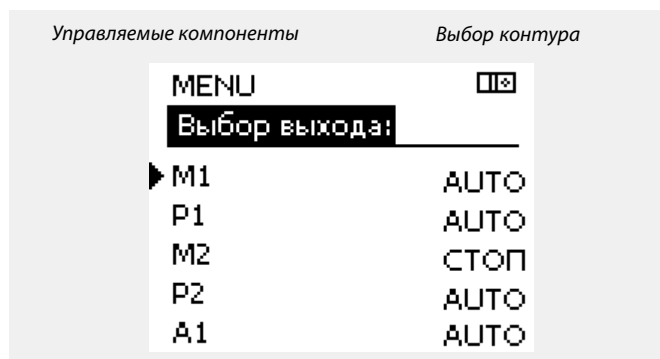 Управляемые компоненты Выбор контура
MENU
Выбор выхода:
M1 AUTO
P1 AUTO
M2 СТОП
P2 AUTO
A1 AUTO